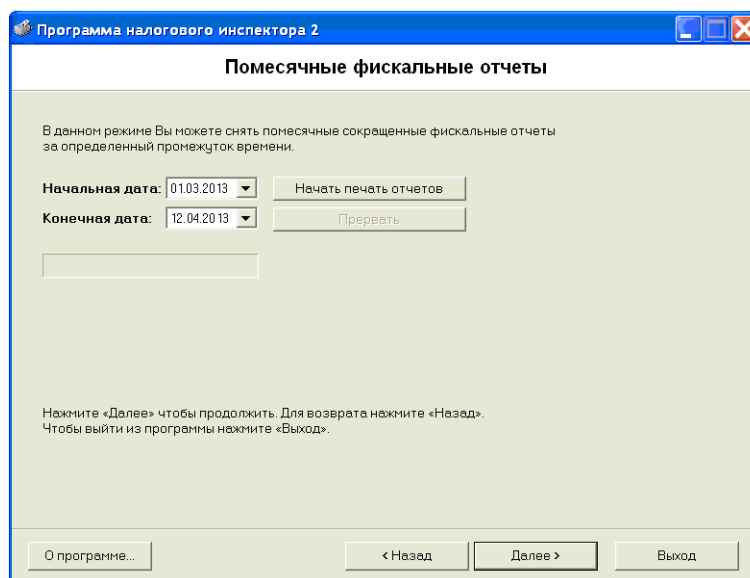 Программа налогового инспектора 2
Помесячные фискальные отчеты
В данном режиме Вы можете снять помесячные сокращенные фискальные отчеты
за определенный промежуток времени.
Начальная дата: 01.03.2013 Начать печать отчетов
Конечная дата: 12.04.2013 Прервать
Нажмите «Далее» чтобы продолжить. Для возврата нажмите «Назад».
Чтобы выйти из программы нажмите «Выход».
О программе... < Назад Далее > Выход